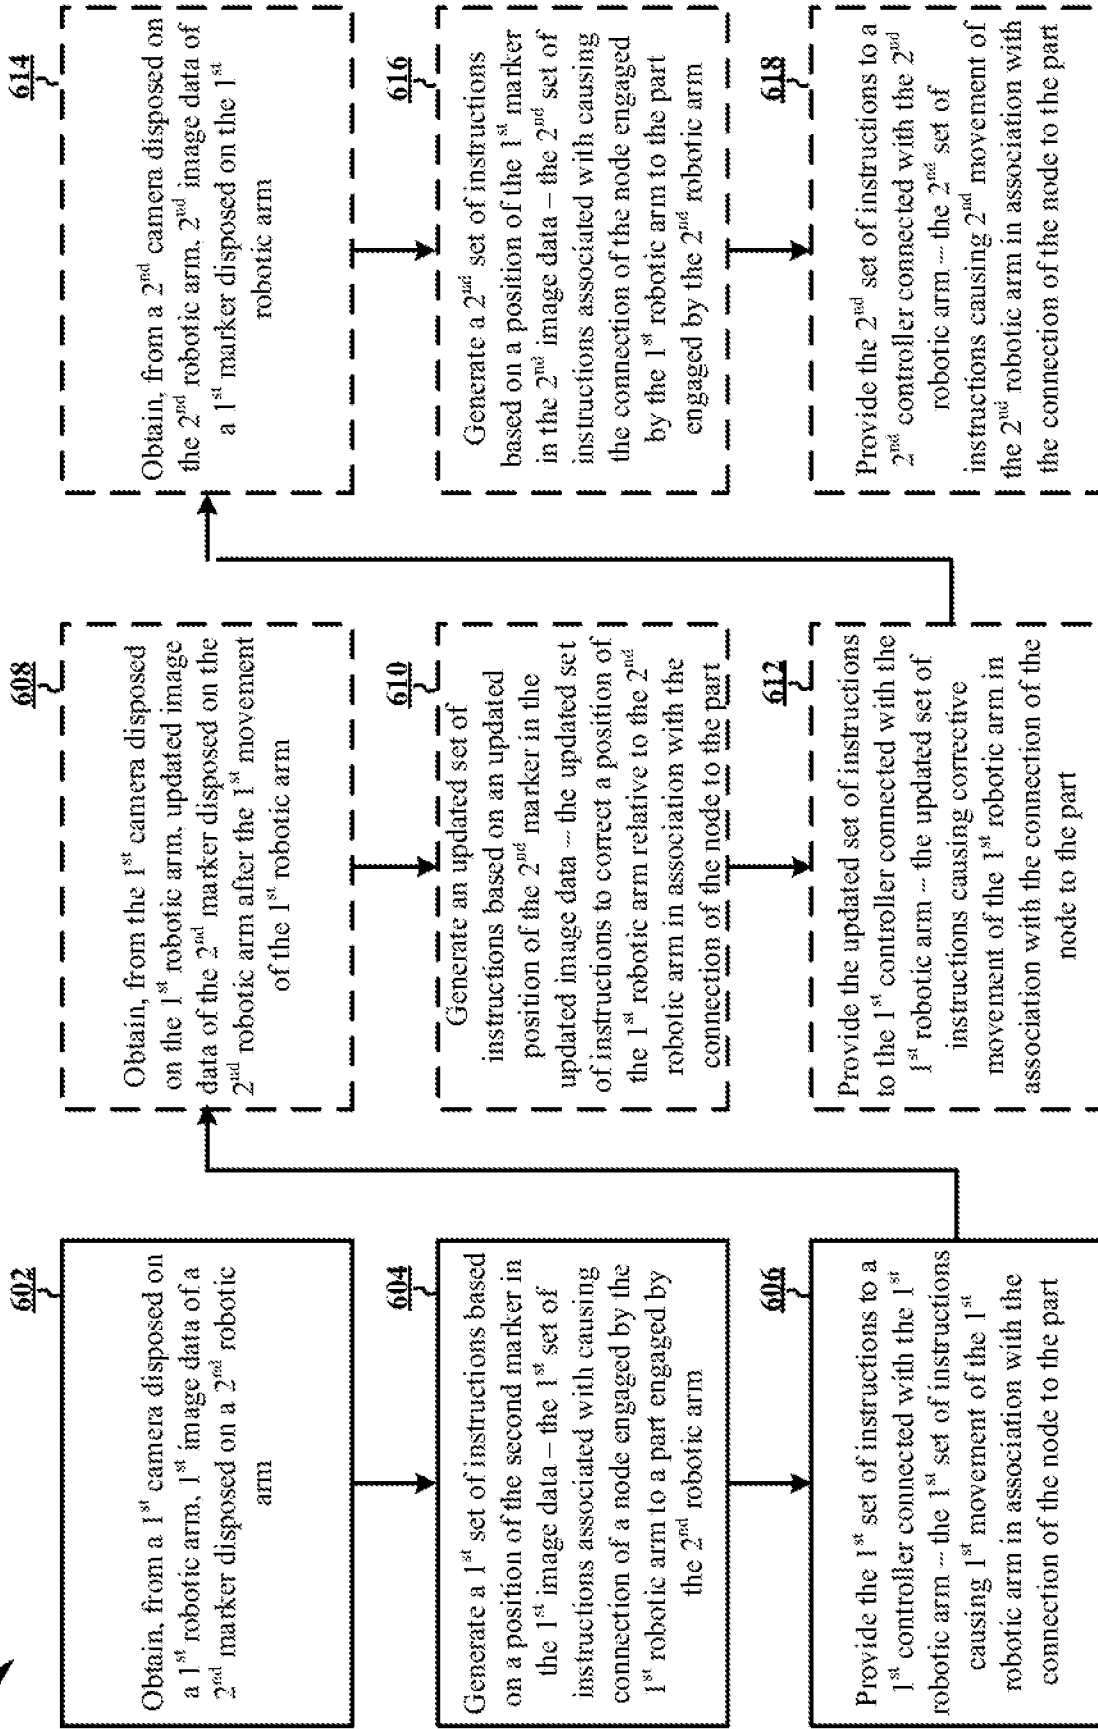 602
Obtain, from a 1st camera disposed on
a 1st robotic arm, 1st image data of a
2nd marker disposed on a 2nd robotic
arm
604
Generate a 1st set of instructions based
on a position of the second marker in
the 1st image data – the 1st set of
instructions associated with causing
connection of a node engaged by the
1st robotic arm to a part engaged by
the 2nd robotic arm
606
Provide the 1st set of instructions to a
1st controller connected with the 1st
robotic arm – the 1st set of instructions
causing 1st movement of the 1st
robotic arm in association with the
connection of the node to the part
608
Obtain, from the 1st camera disposed
on the 1st robotic arm, updated image
data of the 2nd marker disposed on the
2nd robotic arm after the 1st movement
of the 1st robotic arm
610
Generate an updated set of
instructions based on an updated
position of the 2nd marker in the
updated image data – the updated set
of instructions to correct a position of
the 1st robotic arm relative to the 2nd
robotic arm in association with the
connection of the node to the part
612
Provide the updated set of instructions
to the 1st controller connected with the
1st robotic arm – the updated set of
instructions causing corrective
movement of the 1st robotic arm in
association with the connection of the
node to the part
614
Obtain, from a 2nd camera disposed on
the 2nd robotic arm, 2nd image data of
a 1st marker disposed on the 1st
robotic arm
616
Generate a 2nd set of instructions
based on a position of the 1st marker
in the 2nd image data – the 2nd set of
instructions associated with causing
the connection of the node engaged
by the 1st robotic arm to the part
engaged by the 2nd robotic arm
618
Provide the 2nd set of instructions to a
2nd controller connected with the 2nd
robotic arm – the 2nd set of
instructions causing 2nd movement of
the 2nd robotic arm in association with
the connection of the node to the part